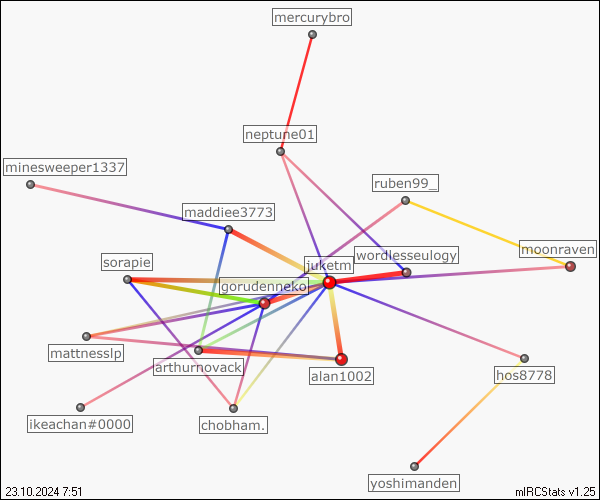 mercurybro
neptune01
minesweeper1337
ruben99_
maddiee3773
wordlesseulogy
moonraven
sorapie
juketm
gorudenneko
mattnesslp
arthurnovack
alan1002
hos8778
ikeachan#0000
chobham.
yoshimanden
23.10.2024 7:51
mIRCStats v1.25